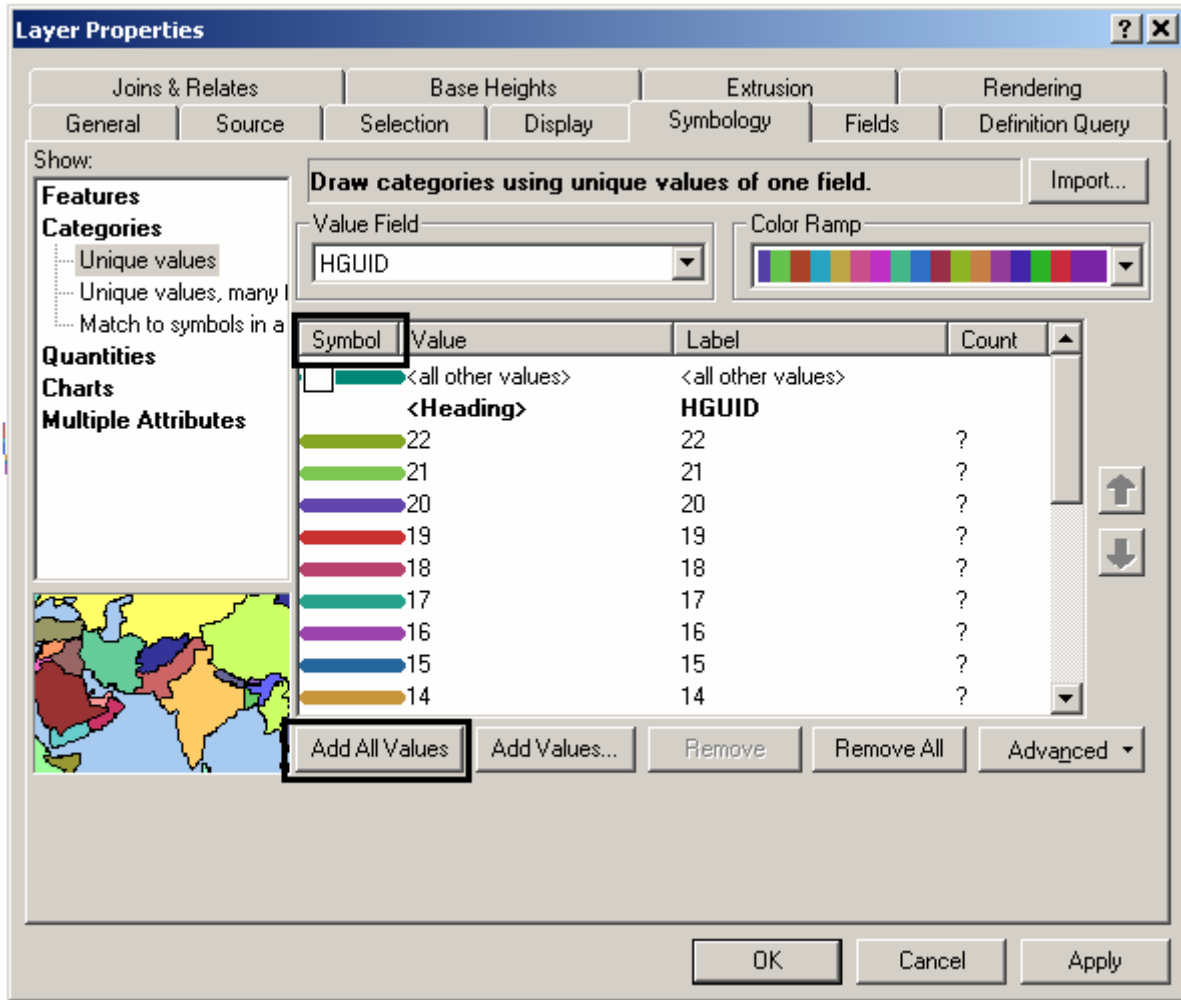 Layer Properties
Joins & Relates Base Heights Extrusion Rendering
General Source Selection Display Symbology Fields Definition Query
Show:
Features
Categories
Unique values
Unique values, many
Match to symbols in a
Quantities
Charts
Multiple Attributes
Draw categories using unique values of one field.
Import...
Value Field
HGUID
Color Ramp
Symbol Value Label Count
<all other values> <all other values>
<Heading> HGUID
22 22 ?
21 21 ?
20 20 ?
19 19 ?
18 18 ?
17 17 ?
16 16 ?
15 15 ?
14 14 ?
Add All Values Add Values... Remove Remove All Advanced
OK Cancel Apply